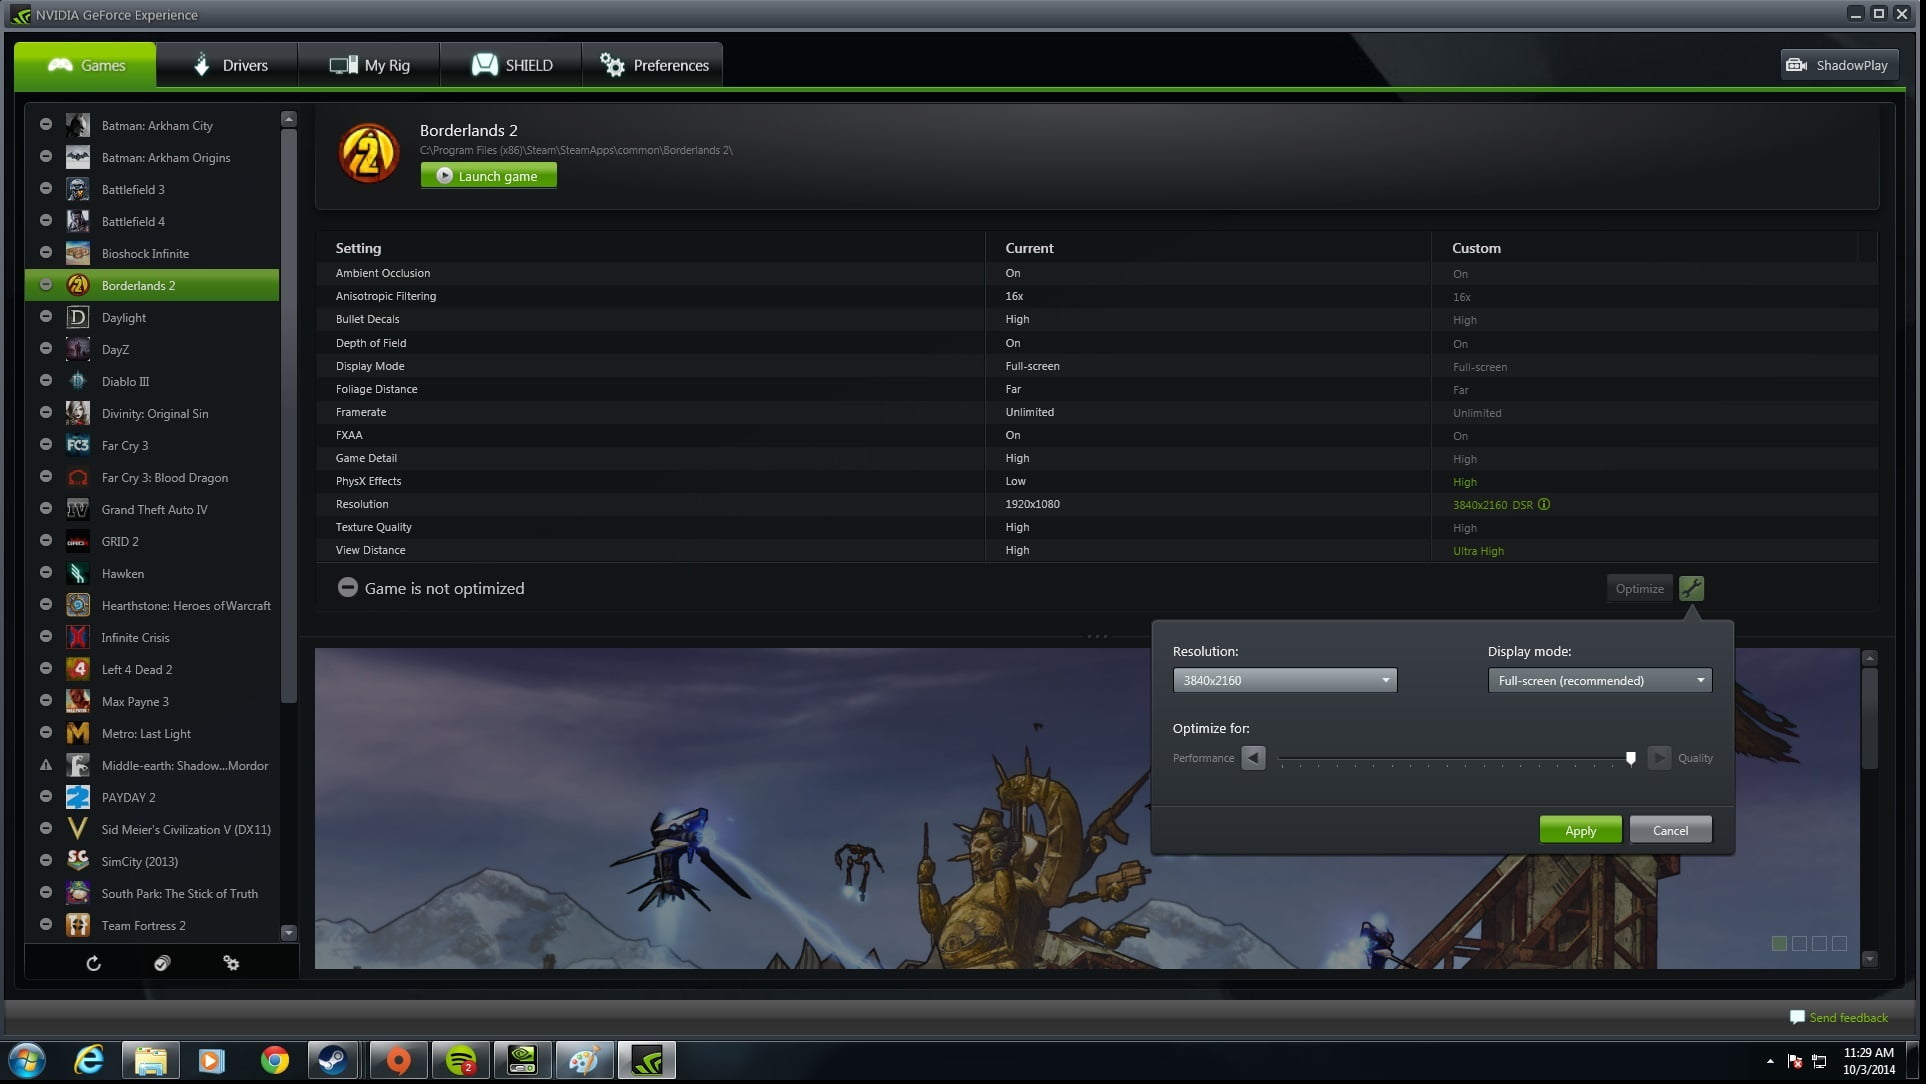 NVIDIA GeForce Experience
Games
Drivers
My Rig
SHIELD
Preferences
ShadowPlay
Batman: Arkham City
Batman: Arkham Origins
Battlefield 3
Battlefield 4
Bioshock Infinite
Borderlands 2
Daylight
DayZ
Diablo III
Divinity: Original Sin
Far Cry 3
Far Cry 3: Blood Dragon
Grand Theft Auto IV
GRID 2
Hawken
Hearthstone: Heroes of Warcraft
Infinite Crisis
Left 4 Dead 2
Max Payne 3
Metro: Last Light
Middle-earth: Shadow...Mordor
PAYDAY 2
Sid Meier's Civilization V (DX11)
SimCity (2013)
South Park: The Stick of Truth
Team Fortress 2
Borderlands 2
C:\Program Files (x86)\Steam\SteamApps\common\Borderlands 2\
Launch game
Setting Current Custom
Ambient Occlusion On On
Anisotropic Filtering 16x 16x
Bullet Decals High High
Depth of Field On On
Display Mode Full-screen Full-screen
Foliage Distance Far Far
Framerate Unlimited Unlimited
FXAA On On
Game Detail High High
PhysX Effects Low High
Resolution 1920x1080 3840x2160 DSR
Texture Quality High High
View Distance High Ultra High
Game is not optimized
Optimize
Resolution: Display mode:
3840x2160 Full-screen (recommended)
Optimize for:
Performance Quality
Apply Cancel
Send feedback
2
11:29 AM
10/3/2014